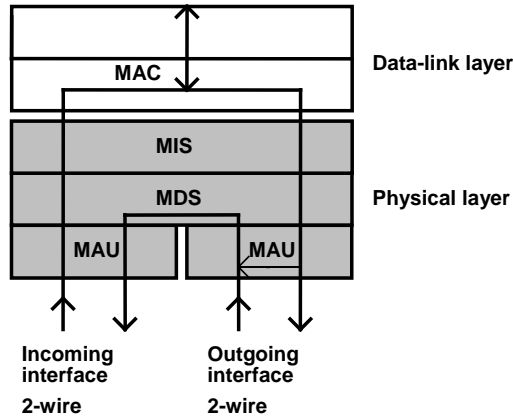 MAC
Data-link layer
MIS
MDS
Physical layer
MAU
MAU
Incoming
interface
2-wire
Outgoing
interface
2-wire